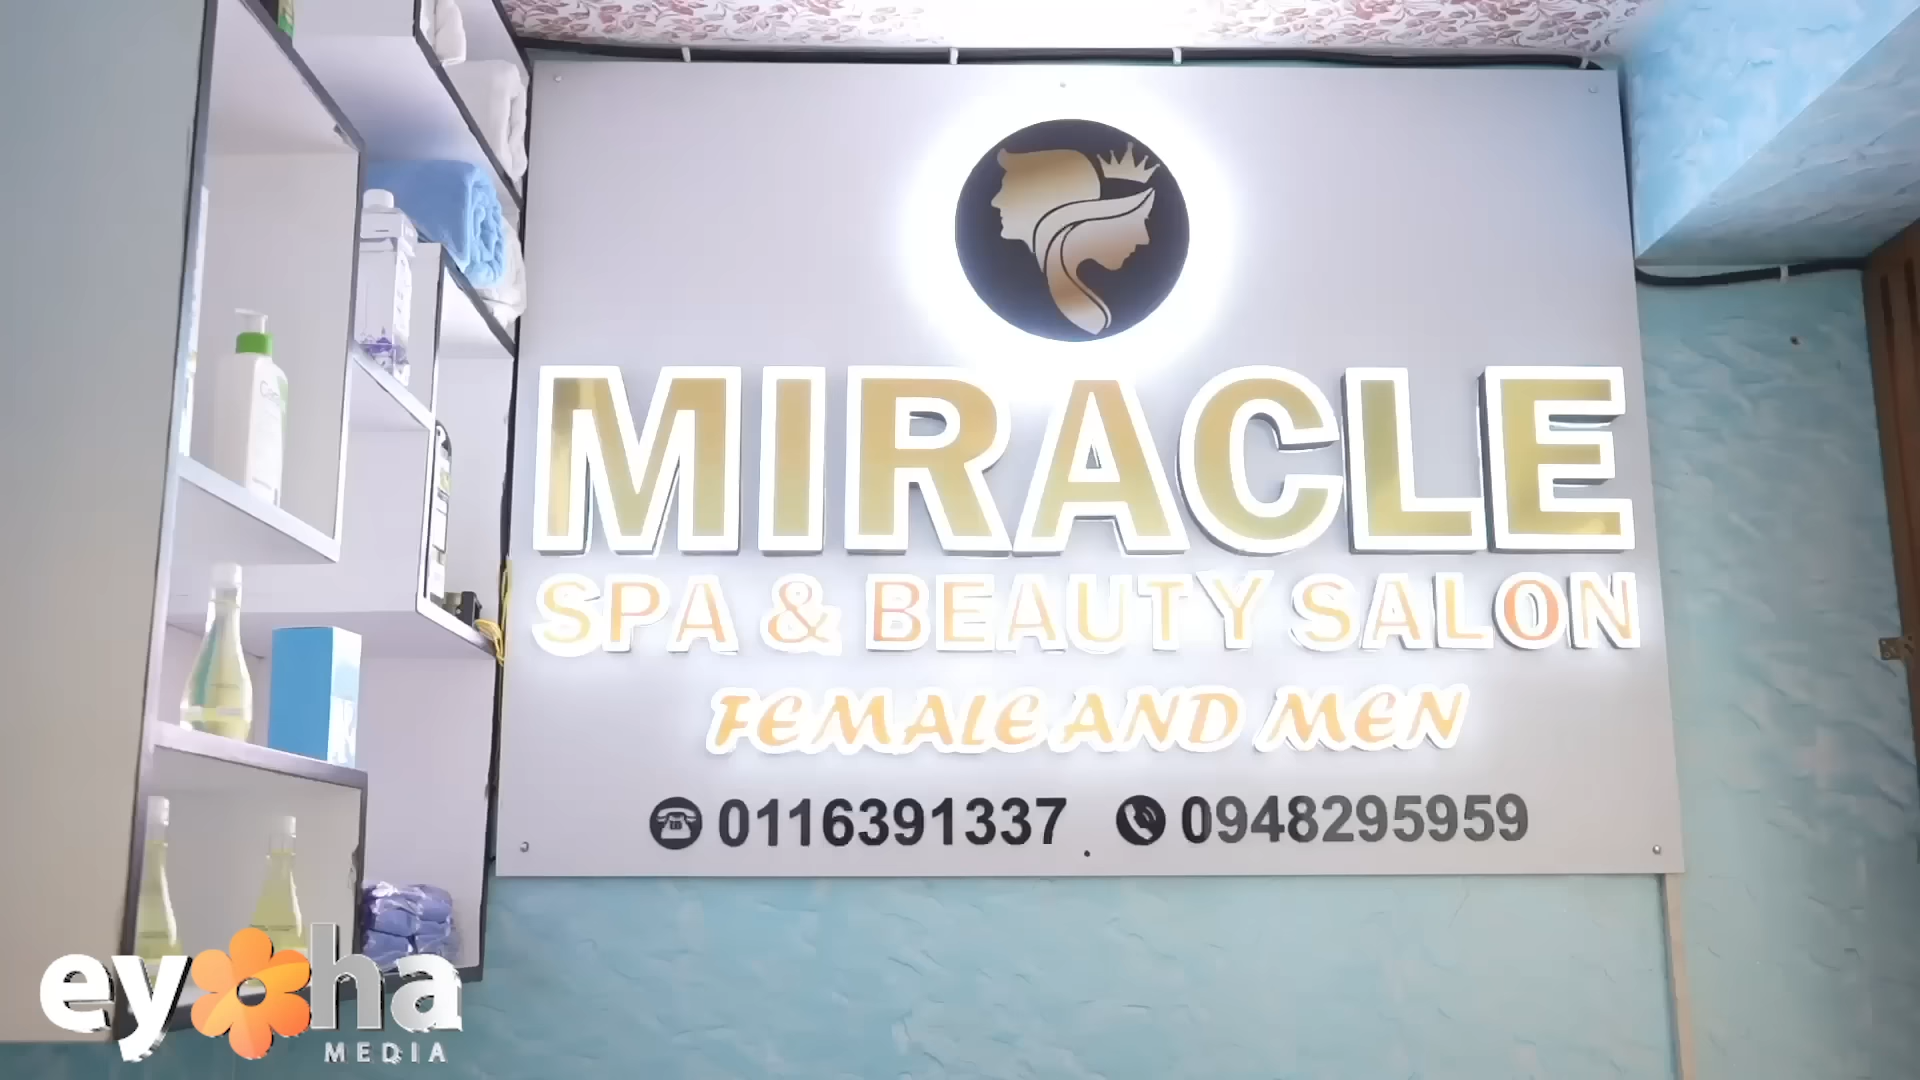 MIRACLE
SPA & BEAUTY SALON
FEMALE AND MEN
0116391337 . 0948295959
eyoha
MEDIA